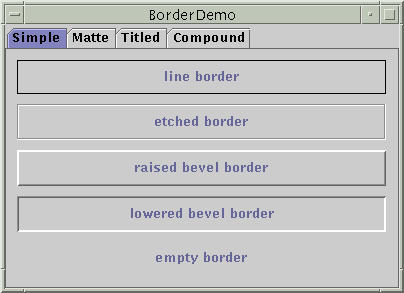 BorderDemo
Simple Matte Titled Compound
line border
etched border
raised bevel border
lowered bevel border
empty border